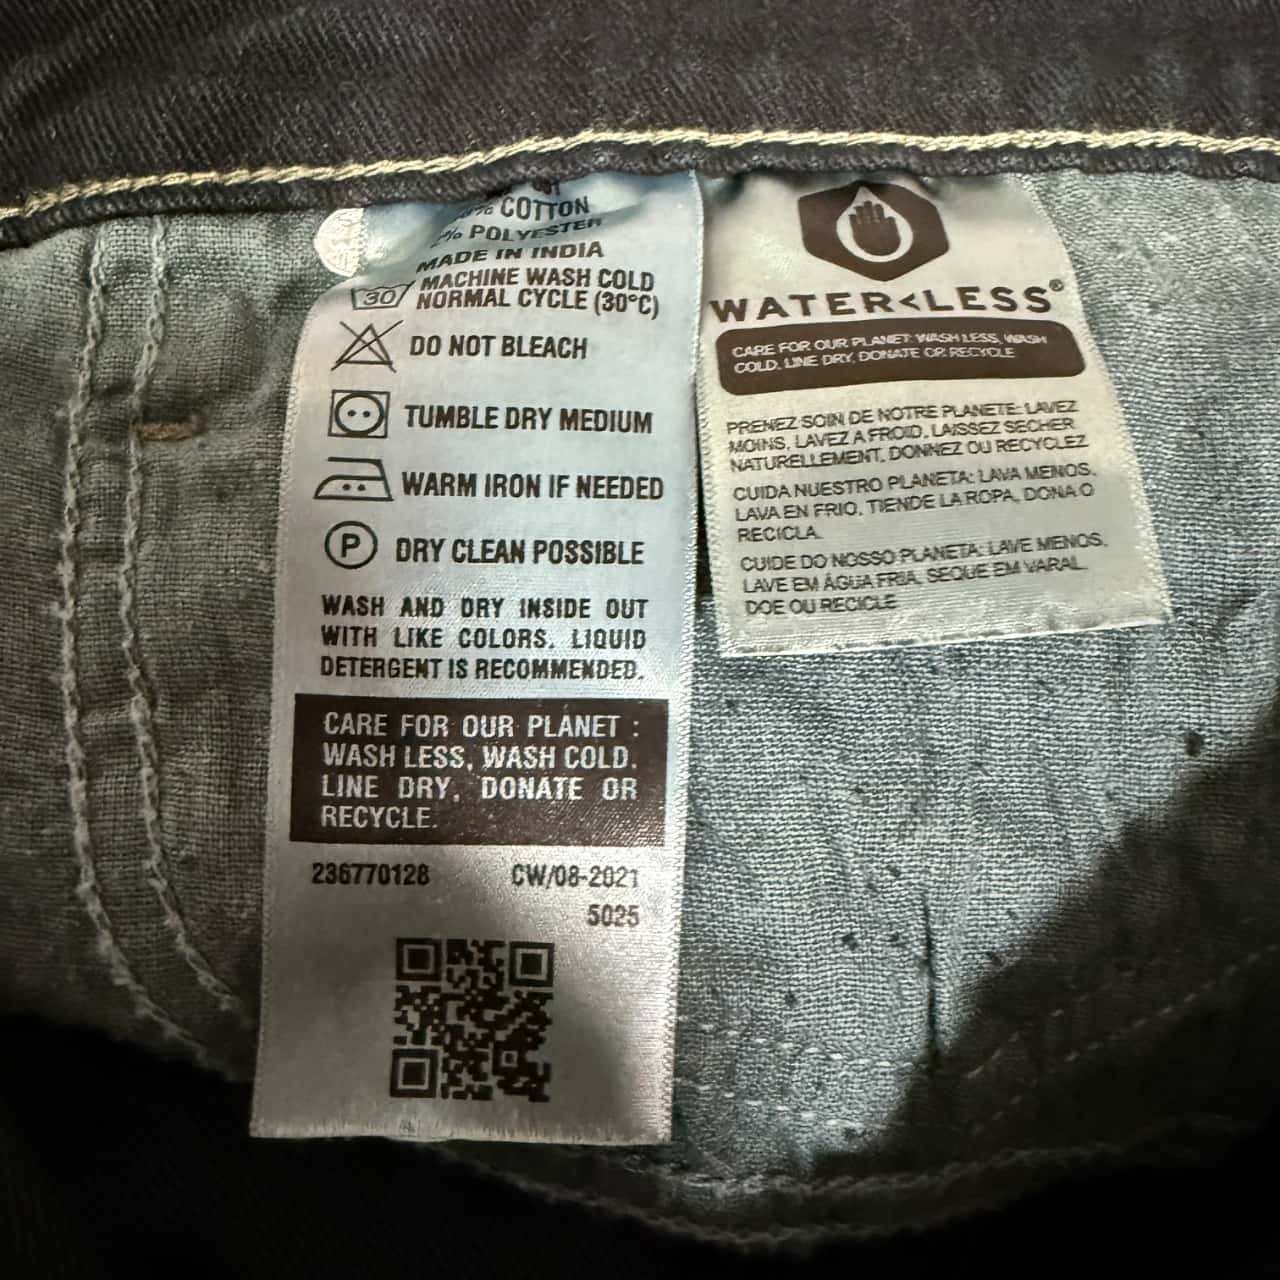 COTTON
% POLYESTER
MADE IN INDIA
30
MACHINE WASH COLD
NORMAL CYCLE (30°C)
DO NOT BLEACH
TUMBLE DRY MEDIUM
WARM IRON IF NEEDED
P
DRY CLEAN POSSIBLE
WASH AND DRY INSIDE OUT
WITH LIKE COLORS. LIQUID
DETERGENT IS RECOMMENDED.
CARE FOR OUR PLANET :
WASH LESS, WASH COLD.
LINE DRY, DONATE OR
RECYCLE.
236770128 CW/08-2021
5025
WATER<LESS®
CARE FOR OUR PLANET: WASH LESS, WASH
COLD, LINE DRY, DONATE OR RECYCLE
PRENEZ SOIN DE NOTRE PLANETE: LAVEZ
MOINS, LAVEZ A FROID, LAISSEZ SECHER
NATURELLEMENT, DONNEZ OU RECYCLEZ
CUIDA NUESTRO PLANETA: LAVA MENOS,
LAVA EN FRIO, TIENDE LA ROPA, DONA O
RECICLA.
CUIDE DO NOSSO PLANETA: LAVE MENOS,
LAVE EM ÁGUA FRIA, SEQUE EM VARAL,
DOE OU RECICLE